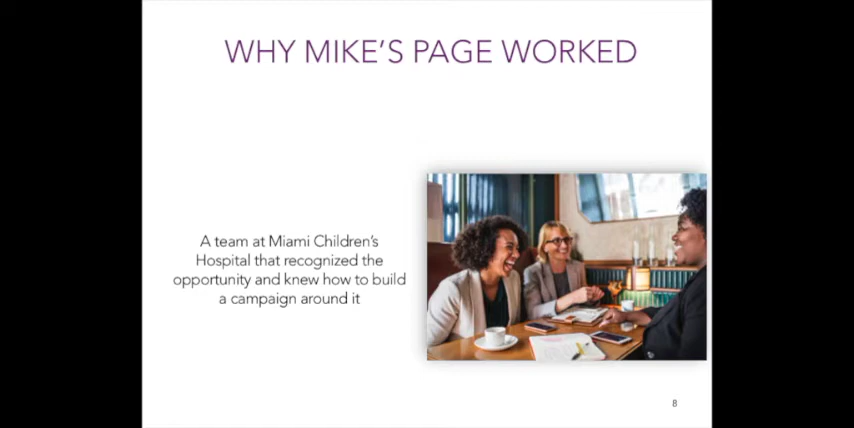 WHY MIKE'S PAGE WORKED
A team at Miami Children's
Hospital that recognized the
opportunity and knew how to build
a campaign around it
8